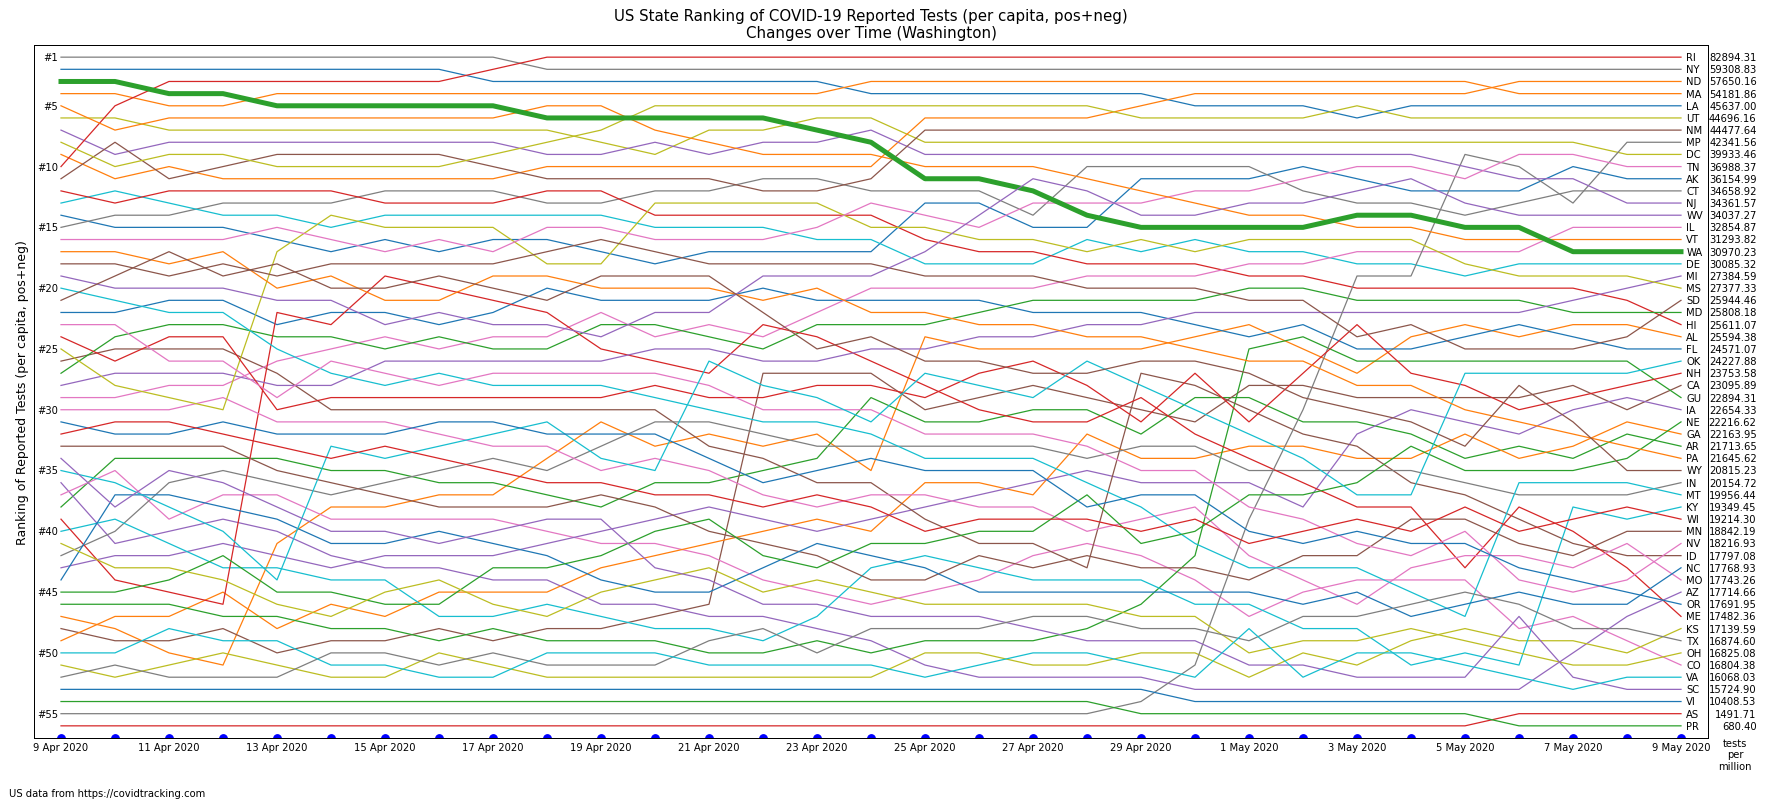 US State Ranking of COVID-19 Reported Tests (per capita, pos+neg)
Changes over Time (Washington)
Ranking of Reported Tests (per capita, pos+neg)
#1
#5
#10
#15
#20
#25
#30
#35
#40
#45
#50
#55
RI 82894.31
NY 59308.83
ND 57650.16
MA 54181.86
LA 45637.00
UT 44696.16
NM 44477.64
MP 42341.56
DC 39933.46
TN 36988.37
AK 36154.99
CT 34658.92
NJ 34361.57
WV 34037.27
IL 32854.87
VT 31293.82
WA 30970.23
DE 30085.32
MI 27384.59
MS 27377.33
SD 25944.46
MD 25808.18
HI 25611.07
AL 25594.38
FL 24571.07
OK 24227.88
NH 23753.58
CA 23095.89
GU 22894.31
IA 22654.33
NE 22216.62
GA 22163.95
AR 21713.65
PA 21645.62
WY 20815.23
IN 20154.72
MT 19956.44
KY 19349.45
WI 19214.30
MN 18842.19
NV 18216.93
ID 17797.08
NC 17768.93
MO 17743.26
AZ 17714.66
OR 17691.95
ME 17482.36
KS 17139.59
TX 16874.60
OH 16825.08
CO 16804.38
VA 16068.03
SC 15724.90
VI 10408.53
AS 1491.71
PR 680.40
9 Apr 2020 11 Apr 2020 13 Apr 2020 15 Apr 2020 17 Apr 2020 19 Apr 2020 21 Apr 2020 23 Apr 2020 25 Apr 2020 27 Apr 2020 29 Apr 2020 1 May 2020 3 May 2020 5 May 2020 7 May 2020 9 May 2020
tests
per
million
US data from https://covidtracking.com